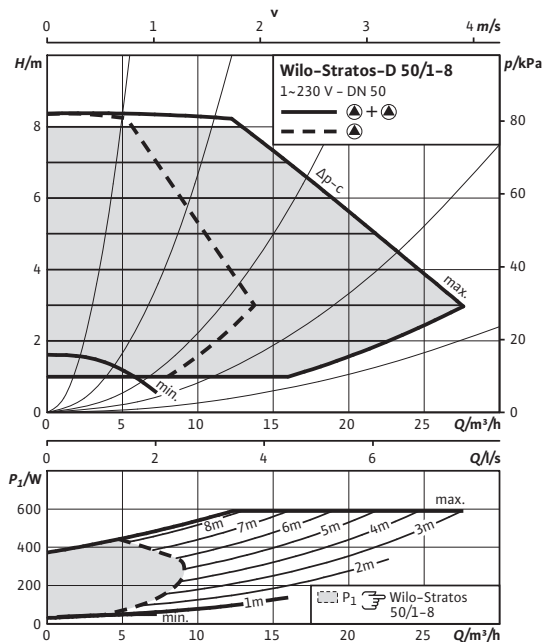 v
0 1 2 3 4 m/s
H/m
p/kPa
Wilo-Stratos-D 50/1-8
1~230 V - DN 50
+
8
80
Δp-c
6
60
4
40
max.
2
20
min.
0
0
0 5 10 15 20 Q/m³/h
0 2 4 6 Q/l/s
P₁/W
max.
600
8m 7m 6m 5m 4m 3m
400
2m
200
1m
P₁ Wilo-Stratos
50/1-8
min.
0
0 5 10 15 20 Q/m³/h